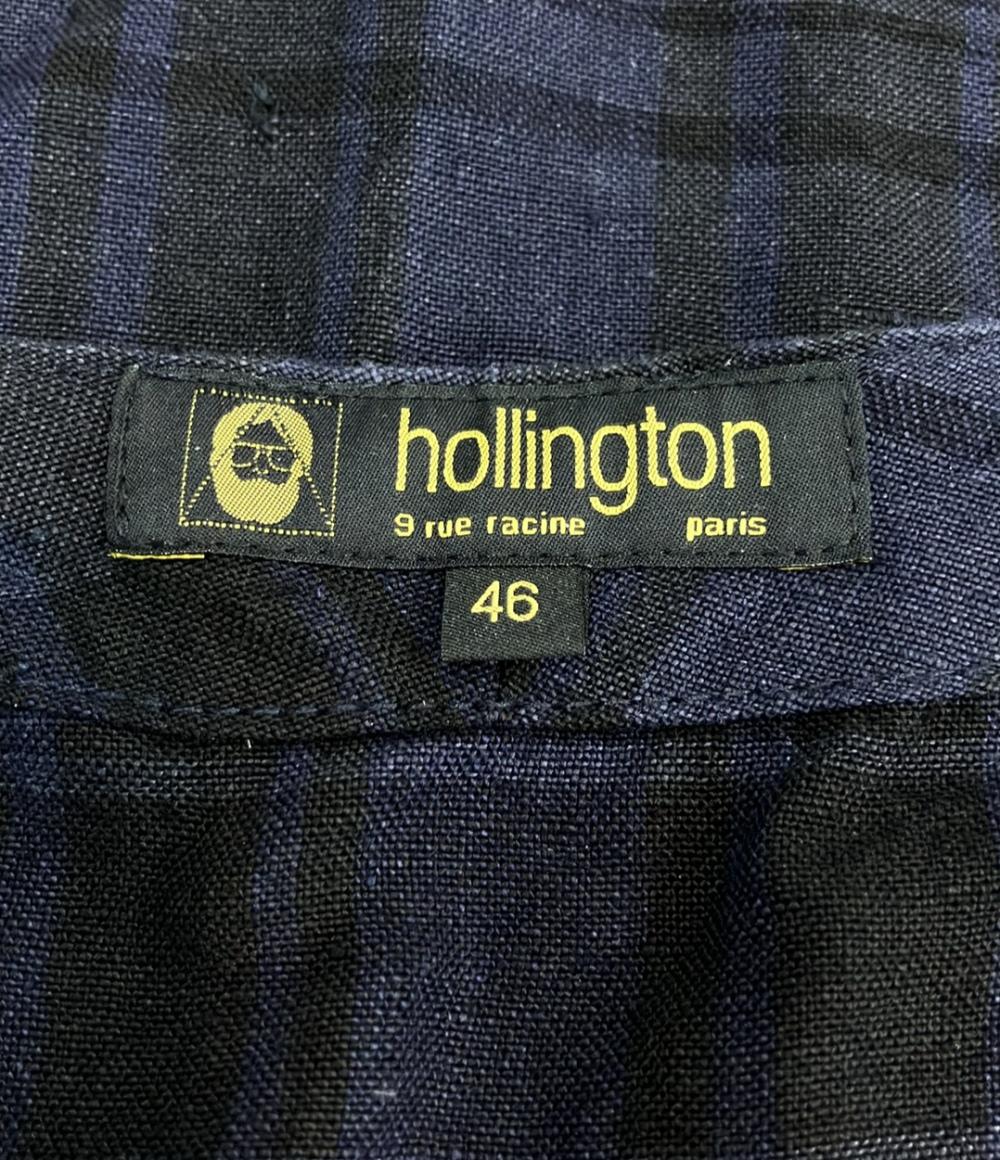 hollington
9 rue racine paris
46